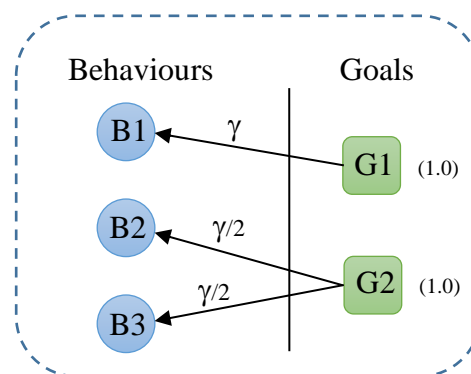 Behaviours Goals
B1
γ
G1 (1.0)
B2
γ/2
G2 (1.0)
γ/2
B3